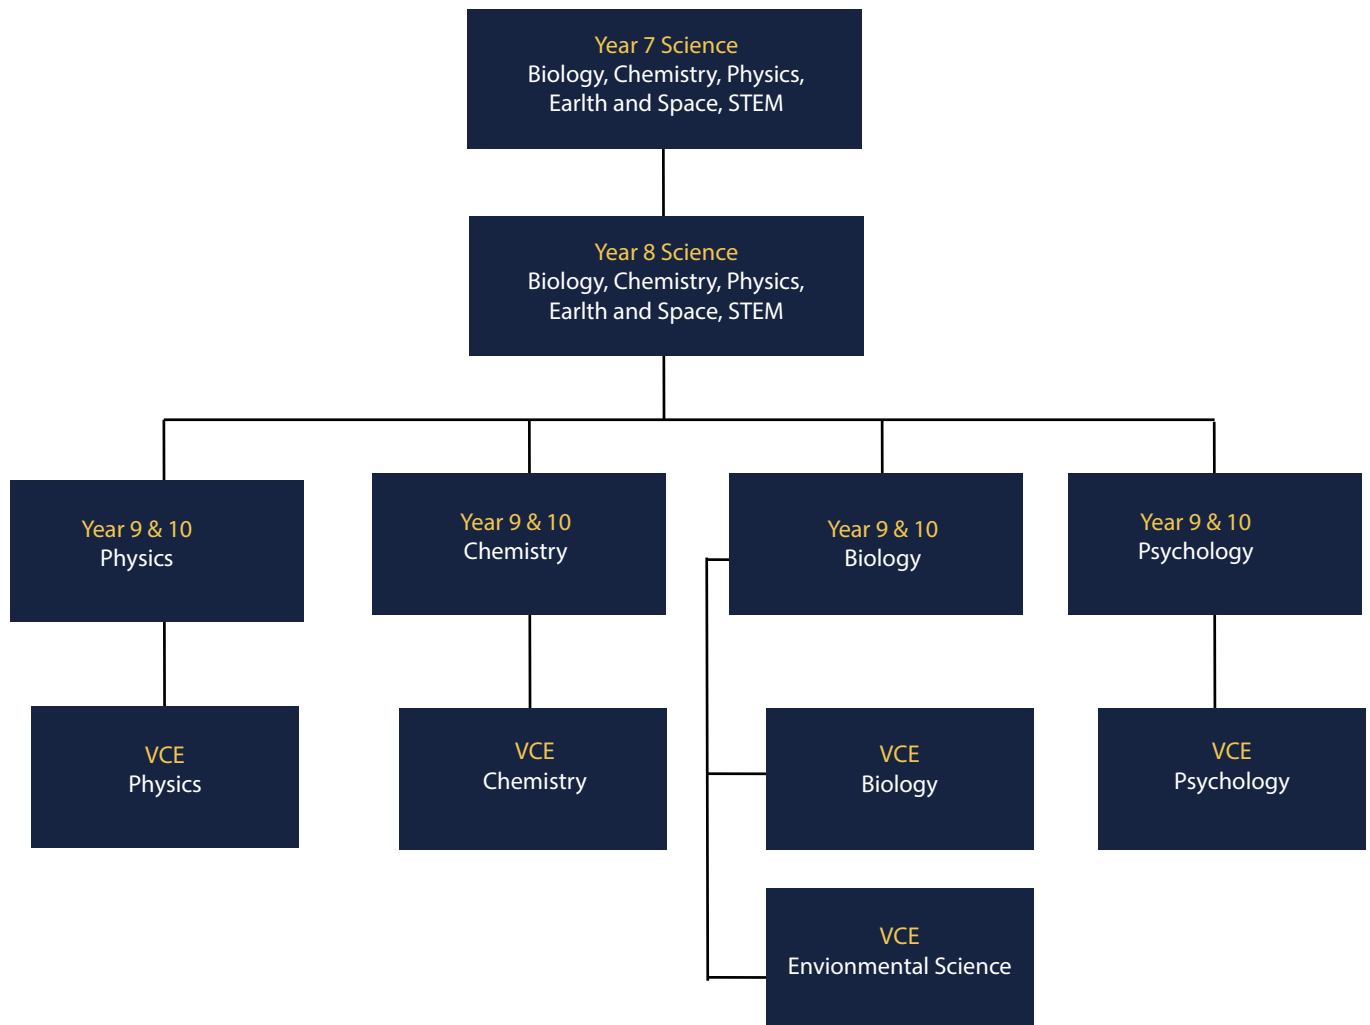 Year 7 Science
Biology, Chemistry, Physics,
Earlth and Space, STEM
Year 8 Science
Biology, Chemistry, Physics,
Earlth and Space, STEM
Year 9 & 10
Physics
Year 9 & 10
Chemistry
Year 9 & 10
Biology
Year 9 & 10
Psychology
VCE
Physics
VCE
Chemistry
VCE
Biology
VCE
Psychology
VCE
Envionmental Science